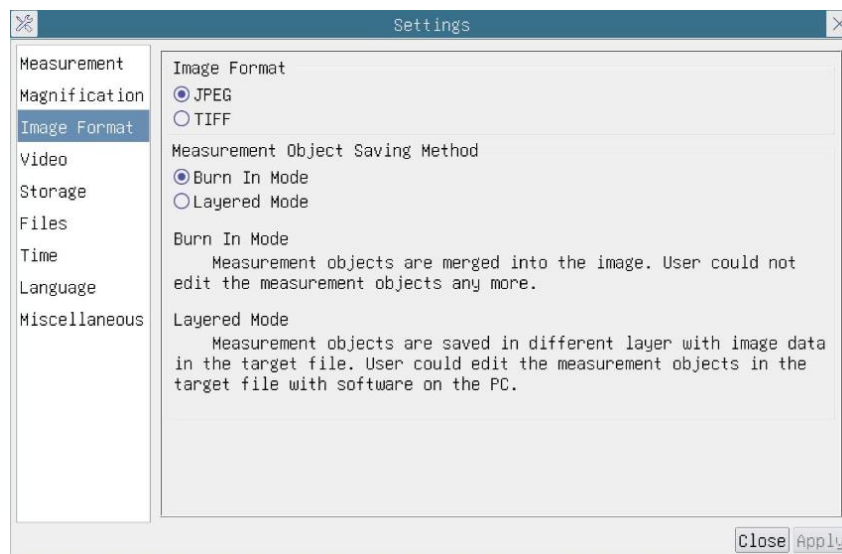 Settings
Measurement
Magnification
Image Format
Video
Storage
Files
Time
Language
Miscellaneous
Image Format
JPEG
TIFF
Measurement Object Saving Method
Burn In Mode
Layered Mode
Burn In Mode
Measurement objects are merged into the image. User could not
edit the measurement objects any more.
Layered Mode
Measurement objects are saved in different layer with image data
in the target file. User could edit the measurement objects in the
target file with software on the PC.
Close
Apply